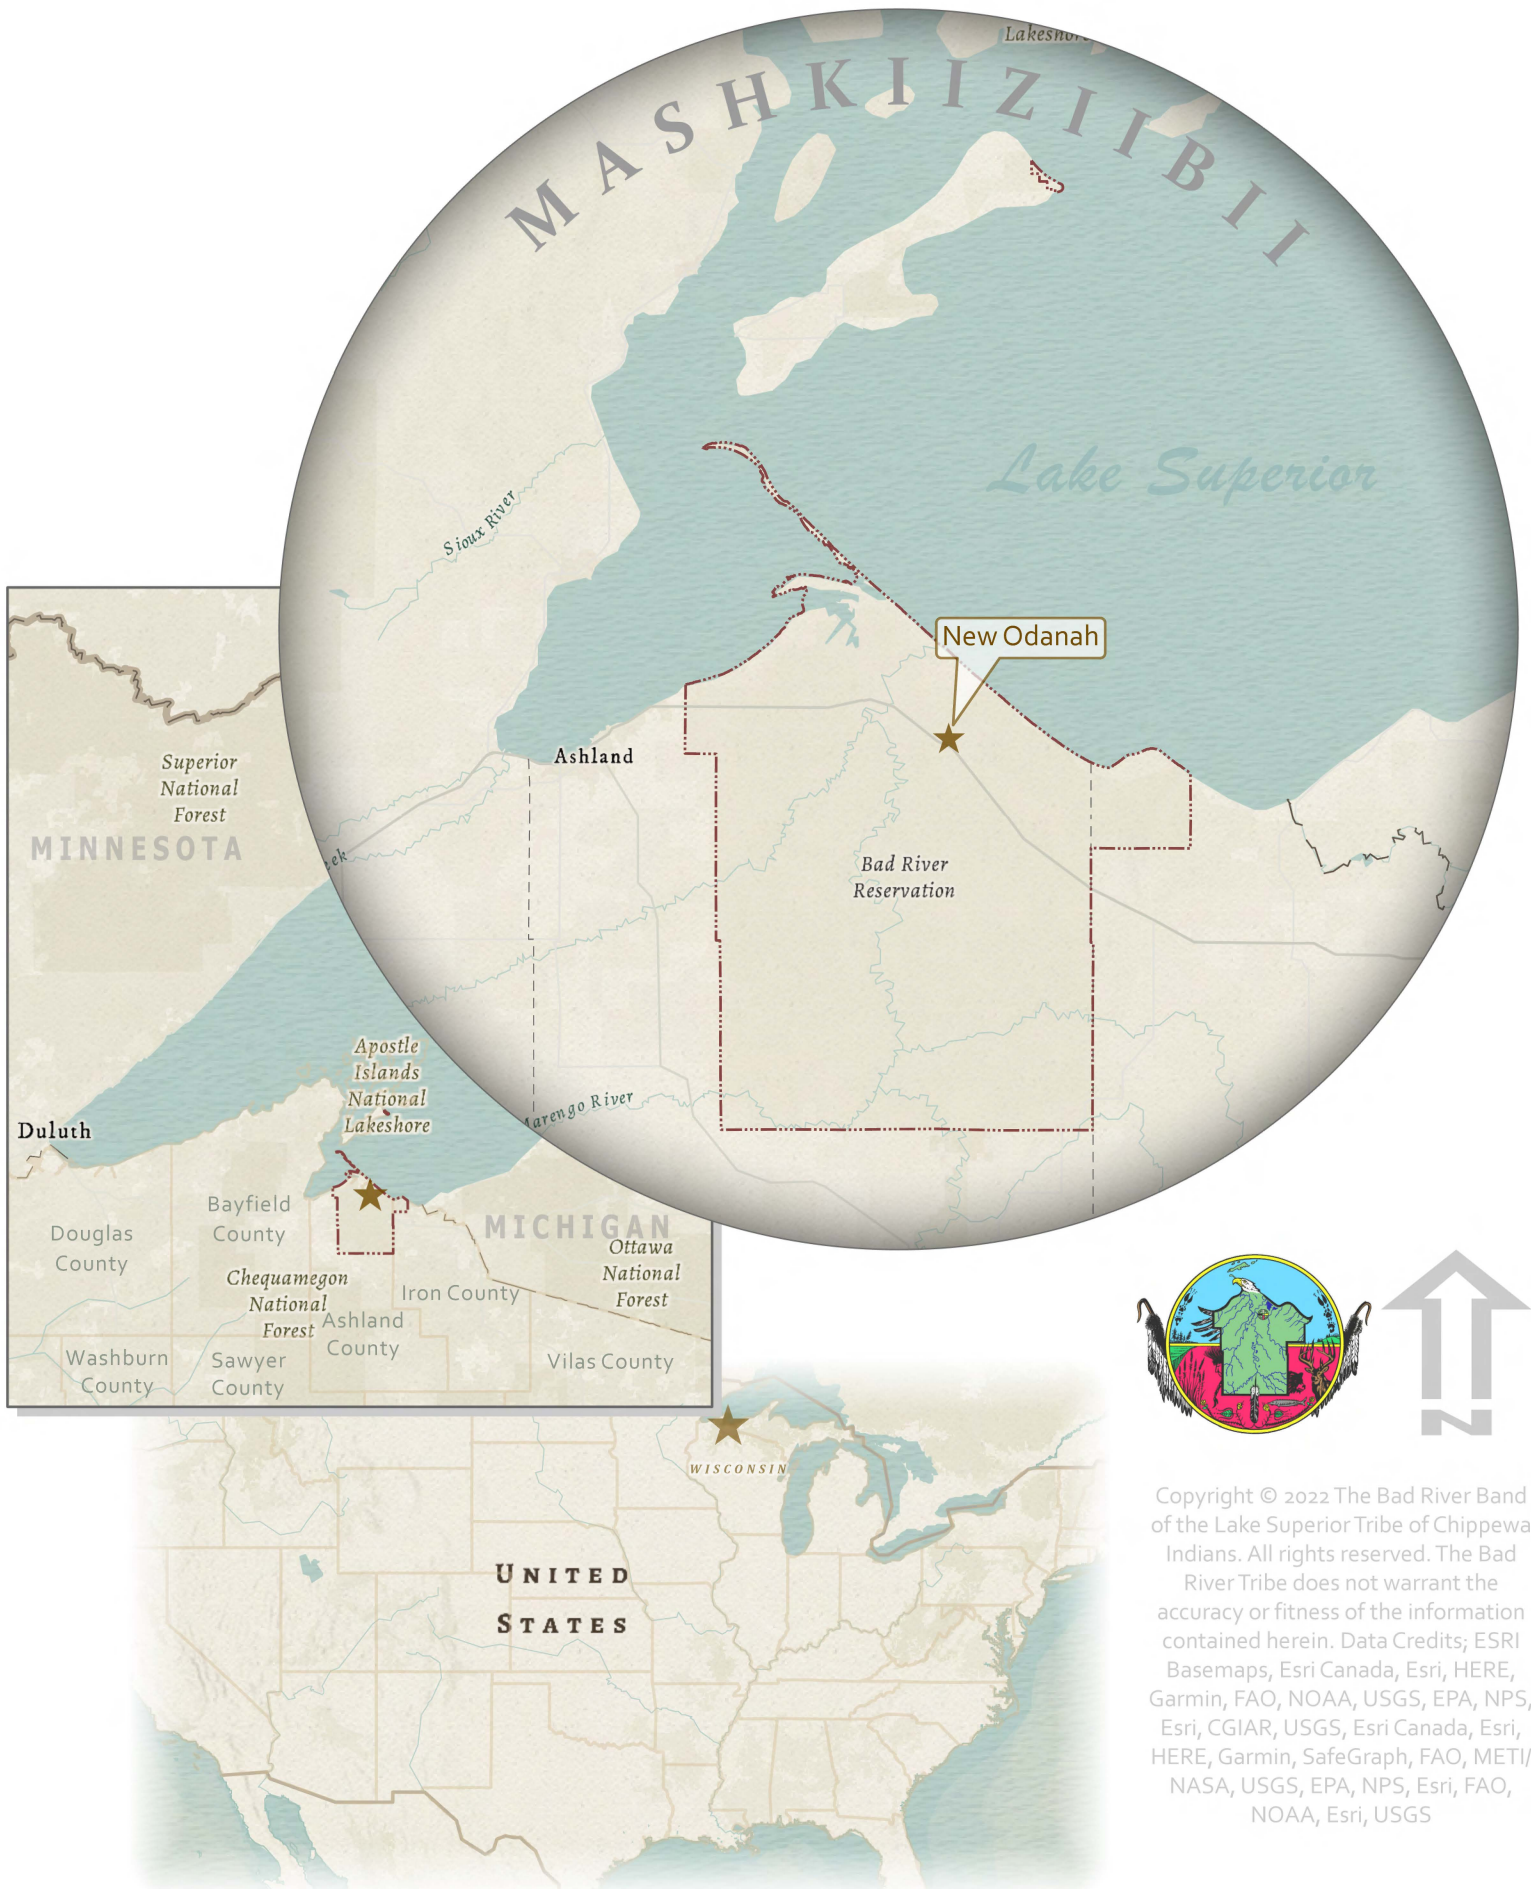 Lakeshore
MASHKIIZIIBII
Lake Superior
Sioux River
New Odanah
Ashland
Bad River
Reservation
Marengo River
Superior
National
Forest
MINNESOTA
Apostle
Islands
National
Lakeshore
Duluth
Bayfield
County
Douglas
County
MICHIGAN
Ottawa
National
Forest
Chequamegon
National
Forest
Iron County
Ashland
County
Washburn
County
Sawyer
County
Vilas County
WISCONSIN
UNITED
STATES
N
Copyright © 2022 The Bad River Band
of the Lake Superior Tribe of Chippewa
Indians. All rights reserved. The Bad
River Tribe does not warrant the
accuracy or fitness of the information
contained herein. Data Credits; ESRI
Basemaps, Esri Canada, Esri, HERE,
Garmin, FAO, NOAA, USGS, EPA, NPS,
Esri, CGIAR, USGS, Esri Canada, Esri,
HERE, Garmin, SafeGraph, FAO, METI/
NASA, USGS, EPA, NPS, Esri, FAO,
NOAA, Esri, USGS